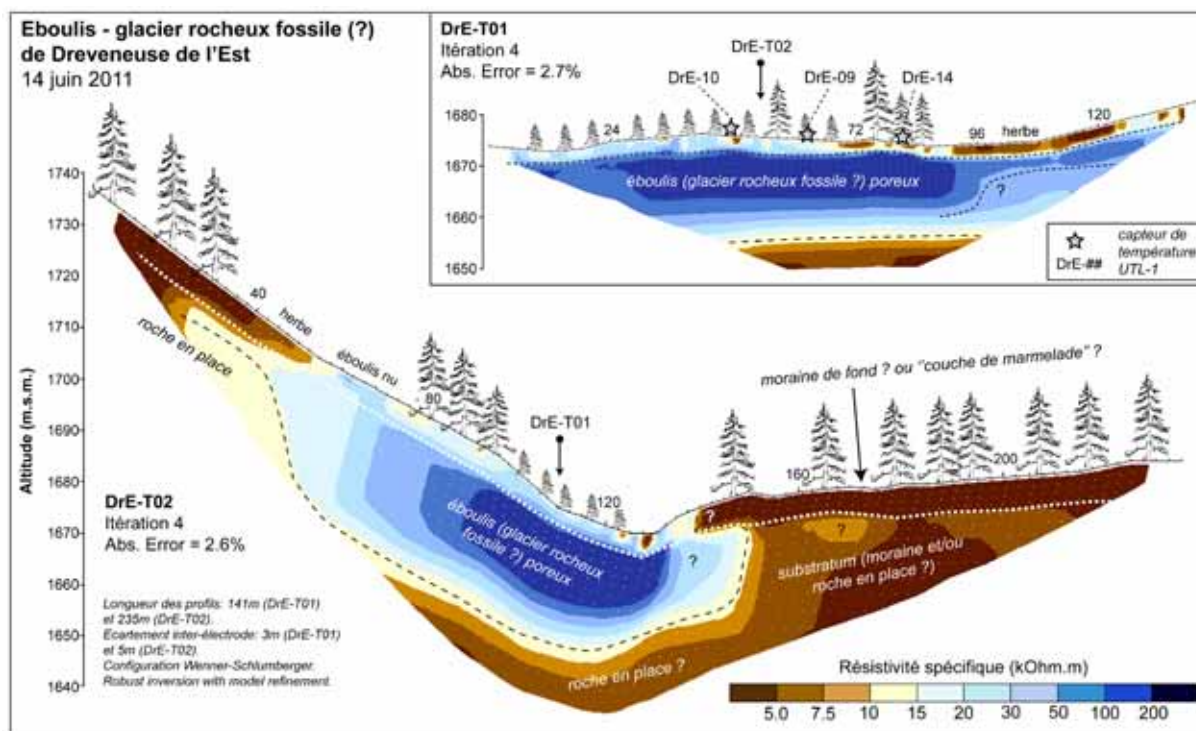 Eboulis - glacier rocheux fossile (?)
de Dreveneuse de l'Est
14 juin 2011
DrE-T01
Itération 4
Abs. Error = 2.7%
DrE-T02
DrE-10
DrE-09
DrE-14
24
72
96
herbe
120
1680
1670
1660
1650
éboulis (glacier rocheux fossile ?) poreux
?
capteur de
température
UTL-1
DrE-##
Altitude (m.s.m.)
1740
1730
1720
1710
1700
1690
1680
1670
1660
1650
1640
40
herbe
roche en place
éboulis nu
80
DrE-T01
120
éboulis (glacier rocheux
fossile ?) poreux
?
?
moraine de fond ? ou "couche de marmelade" ?
160
200
?
substratum (moraine et/ou
roche en place ?)
roche en place ?
DrE-T02
Itération 4
Abs. Error = 2.6%
Longueur des profils: 141m (DrE-T01)
et 235m (DrE-T02).
Ecartement inter-électrode: 3m (DrE-T01)
et 5m (DrE-T02).
Configuration Wenner-Schlumberger.
Robust inversion with model refinement.
Résistivité spécifique (kOhm.m)
5.0 7.5 10 15 20 30 50 100 200